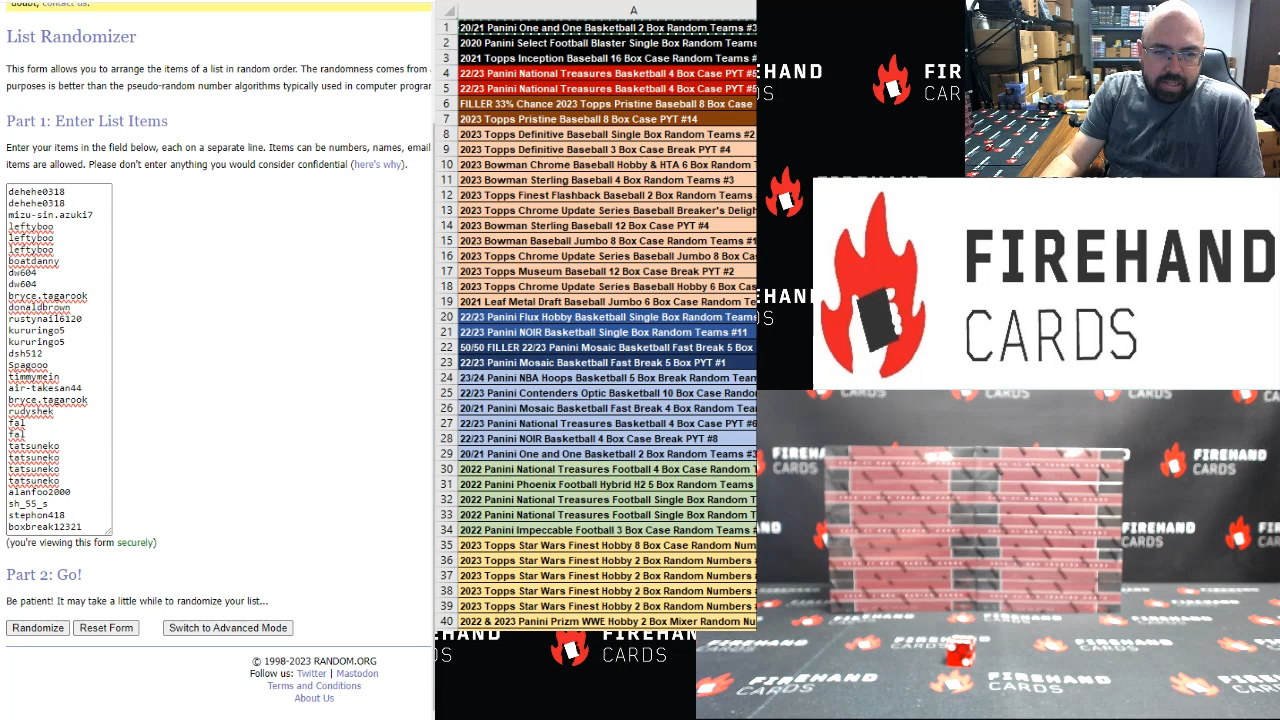 doubt, contact us.
List Randomizer
This form allows you to arrange the items of a list in random order. The randomness comes from
purposes is better than the pseudo-random number algorithms typically used in computer progra
Part 1: Enter List Items
Enter your items in the field below, each on a separate line. Items can be numbers, names, email
items are allowed. Please don't enter anything you would consider confidential (here's why).
dehehe0318
dehehe0318
mizu-sin.azuki7
leftyboo
leftyboo
leftyboo
boatdanny
dw604
dw604
bryce.tagarook
donaldbrown
rustynail6120
kururingo5
kururingo5
dsh512
Spagooo
timmymein
air-takesan44
bryce.tagarook
rudyshek
fal
fal
tatsuneko
tatsuneko
tatsuneko
tatsuneko
alanfoo2000
sh_55_s
stephon418
boxbreak12321
(you're viewing this form securely)
Part 2: Go!
Be patient! It may take a little while to randomize your list...
Randomize
Reset Form
Switch to Advanced Mode
© 1998-2023 RANDOM.ORG
Follow us: Twitter | Mastodon
Terms and Conditions
About Us
A
1 20/21 Panini One and One Basketball 2 Box Random Teams #3
2 2020 Panini Select Football Blaster Single Box Random Teams
3 2021 Topps Inception Baseball 16 Box Case Random Teams
4 22/23 Panini National Treasures Basketball 4 Box Case PYT #5
5 22/23 Panini National Treasures Basketball 4 Box Case PYT #5
6 FILLER 33% Chance 2023 Topps Pristine Baseball 8 Box Case
7 2023 Topps Pristine Baseball 8 Box Case PYT #14
8 2023 Topps Definitive Baseball Single Box Random Teams #2
9 2023 Topps Definitive Baseball 3 Box Break PYT #4
10 2023 Bowman Chrome Baseball Hobby & HTA 6 Box Random T
11 2023 Bowman Sterling Baseball 4 Box Random Teams #3
12 2023 Topps Finest Flashback Baseball 2 Box Random Teams
13 2023 Topps Chrome Update Series Baseball Breaker's Deligh
14 2023 Bowman Sterling Baseball 12 Box Case PYT #4
15 2023 Bowman Baseball Jumbo 8 Box Case Random Teams #1
16 2023 Topps Chrome Update Series Baseball Jumbo 8 Box Cas
17 2023 Topps Museum Baseball 12 Box Case Break PYT #2
18 2023 Topps Chrome Update Series Baseball Hobby 6 Box Cas
19 2021 Leaf Metal Draft Baseball Jumbo 6 Box Case Random Te
20 22/23 Panini Flux Hobby Basketball Single Box Random Teams
21 22/23 Panini NOIR Basketball Single Box Random Teams #11
22 50/50 FILLER 22/23 Panini Mosaic Basketball Fast Break 5 Box
23 22/23 Panini Mosaic Basketball Fast Break 5 Box PYT #1
24 23/24 Panini NBA Hoops Basketball 5 Box Break Random Team
25 22/23 Panini Contenders Optic Basketball 10 Box Case Random
26 20/21 Panini Mosaic Basketball Fast Break 4 Box Random Team
27 22/23 Panini National Treasures Basketball 4 Box Case PYT #6
28 22/23 Panini NOIR Basketball 4 Box Case Break PYT #8
29 20/21 Panini One and One Basketball 2 Box Random Teams #3
30 2022 Panini National Treasures Football 4 Box Case Random T
31 2022 Panini Phoenix Football Hybrid H2 5 Box Random Teams
32 2022 Panini National Treasures Football Single Box Random T
33 2022 Panini National Treasures Football Single Box Random T
34 2022 Panini Impeccable Football 3 Box Case Random Teams #
35 2023 Topps Star Wars Finest Hobby 8 Box Case Random Num
36 2023 Topps Star Wars Finest Hobby 2 Box Random Numbers
37 2023 Topps Star Wars Finest Hobby 2 Box Random Numbers
38 2023 Topps Star Wars Finest Hobby 2 Box Random Numbers
39 2023 Topps Star Wars Finest Hobby 2 Box Random Numbers
40 2022 & 2023 Panini Prizm WWE Hobby 2 Box Mixer Random Nu
FIREHAND
CARDS